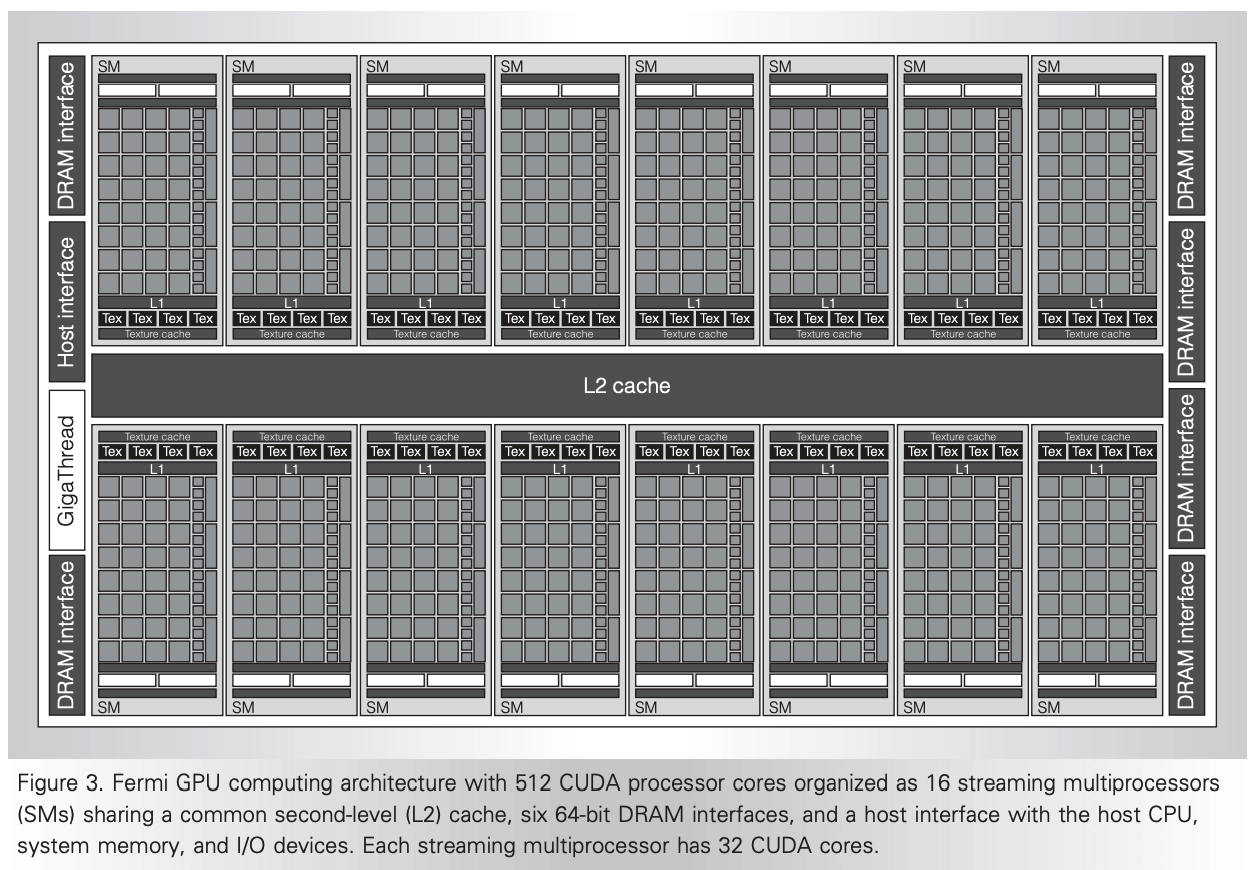 SM SM SM SM SM SM SM SM
DRAM interface
Host interface
GigaThread
DRAM interface
DRAM interface
DRAM interface
DRAM interface
DRAM interface
L1 L1 L1 L1 L1 L1 L1 L1
Tex Tex Tex Tex Tex Tex Tex Tex Tex Tex Tex Tex Tex Tex Tex Tex Tex Tex Tex Tex Tex Tex Tex Tex Tex Tex Tex Tex Tex Tex Tex Tex
Texture cache Texture cache Texture cache Texture cache Texture cache Texture cache Texture cache Texture cache
L2 cache
Texture cache Texture cache Texture cache Texture cache Texture cache Texture cache Texture cache Texture cache
Tex Tex Tex Tex Tex Tex Tex Tex Tex Tex Tex Tex Tex Tex Tex Tex Tex Tex Tex Tex Tex Tex Tex Tex Tex Tex Tex Tex Tex Tex Tex Tex
L1 L1 L1 L1 L1 L1 L1 L1
SM SM SM SM SM SM SM SM
Figure 3. Fermi GPU computing architecture with 512 CUDA processor cores organized as 16 streaming multiprocessors
(SMs) sharing a common second-level (L2) cache, six 64-bit DRAM interfaces, and a host interface with the host CPU,
system memory, and I/O devices. Each streaming multiprocessor has 32 CUDA cores.